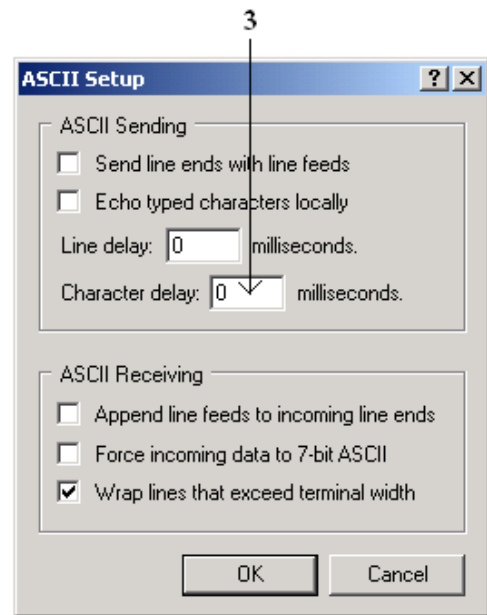 3
ASCII Setup
ASCII Sending
Send line ends with line feeds
Echo typed characters locally
Line delay: 0 milliseconds.
Character delay: 0 milliseconds.
ASCII Receiving
Append line feeds to incoming line ends
Force incoming data to 7-bit ASCII
Wrap lines that exceed terminal width
OK Cancel